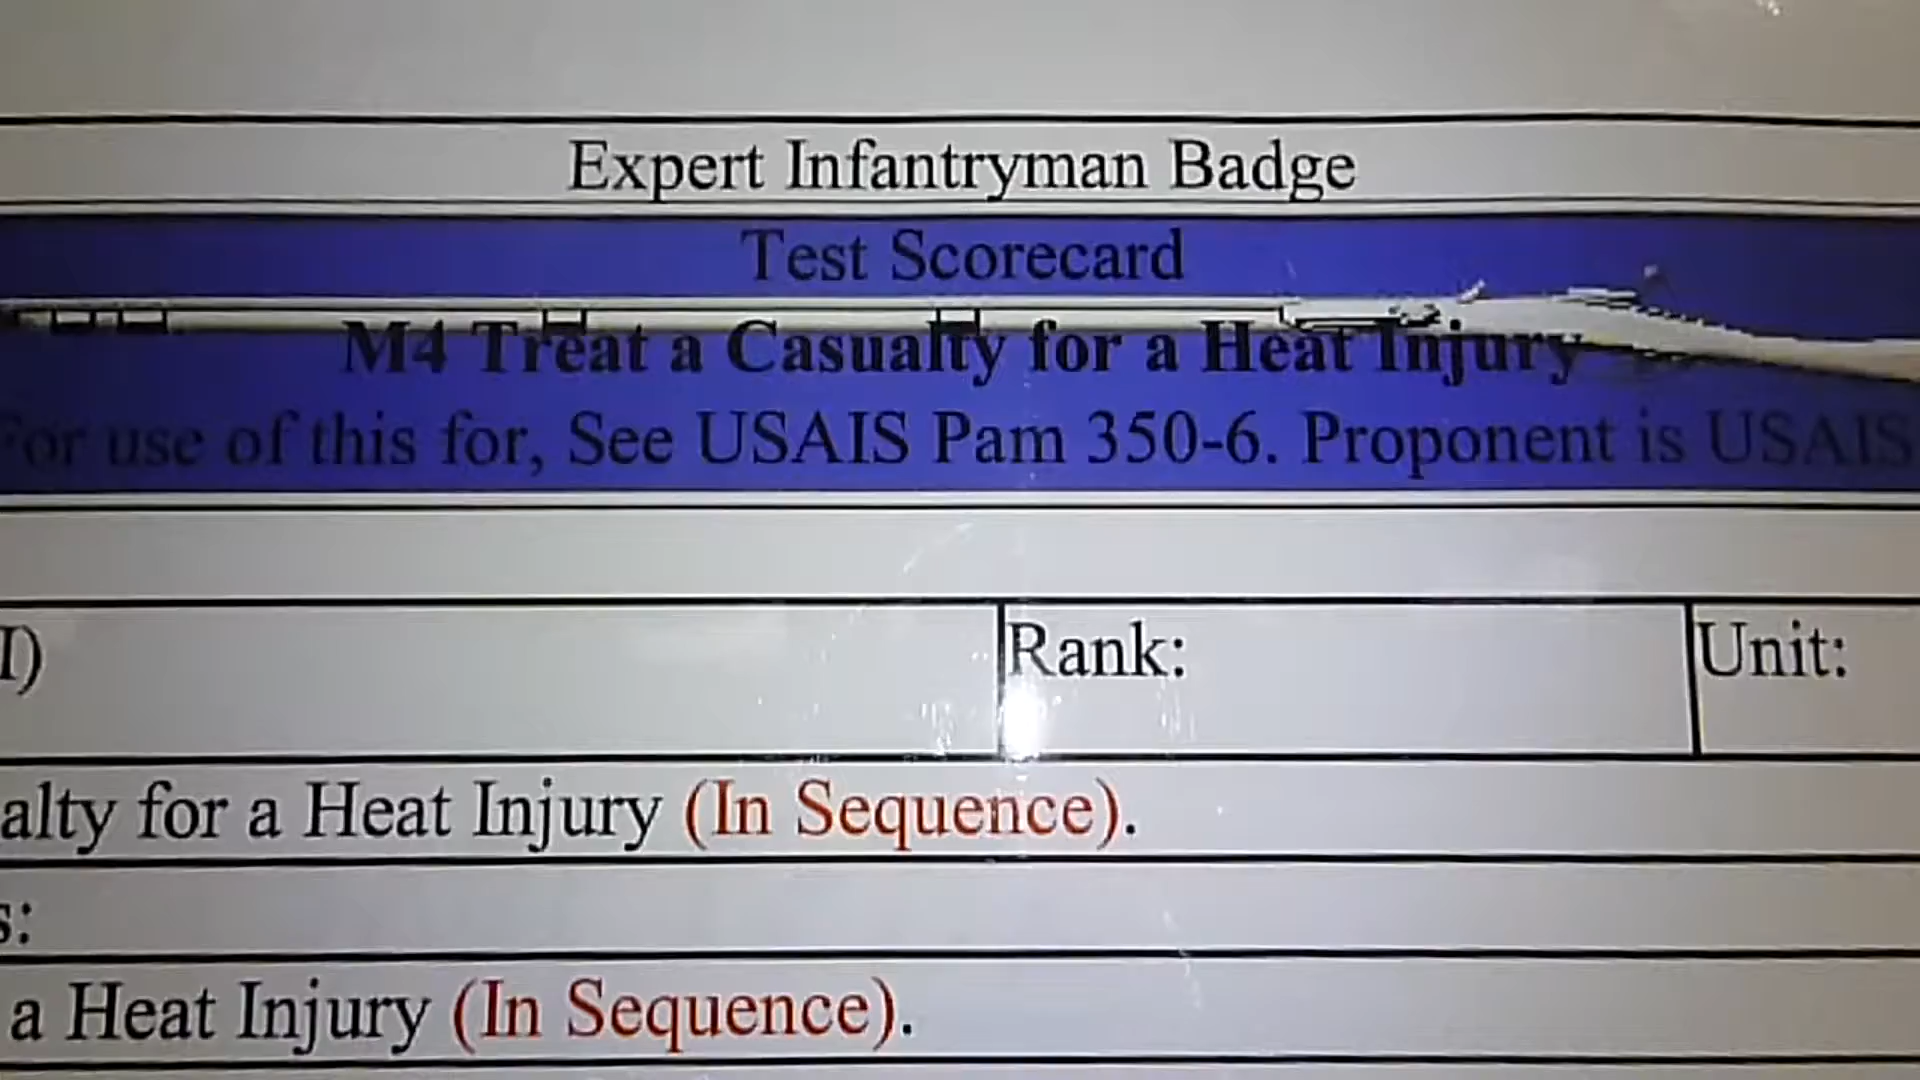 Expert Infantryman Badge
Test Scorecard
M4 Treat a Casualty for a Heat Injury
For use of this for, See USAIS Pam 350-6. Proponent is USAIS
I)
Rank:
Unit:
alty for a Heat Injury (In Sequence).
s:
a Heat Injury (In Sequence).